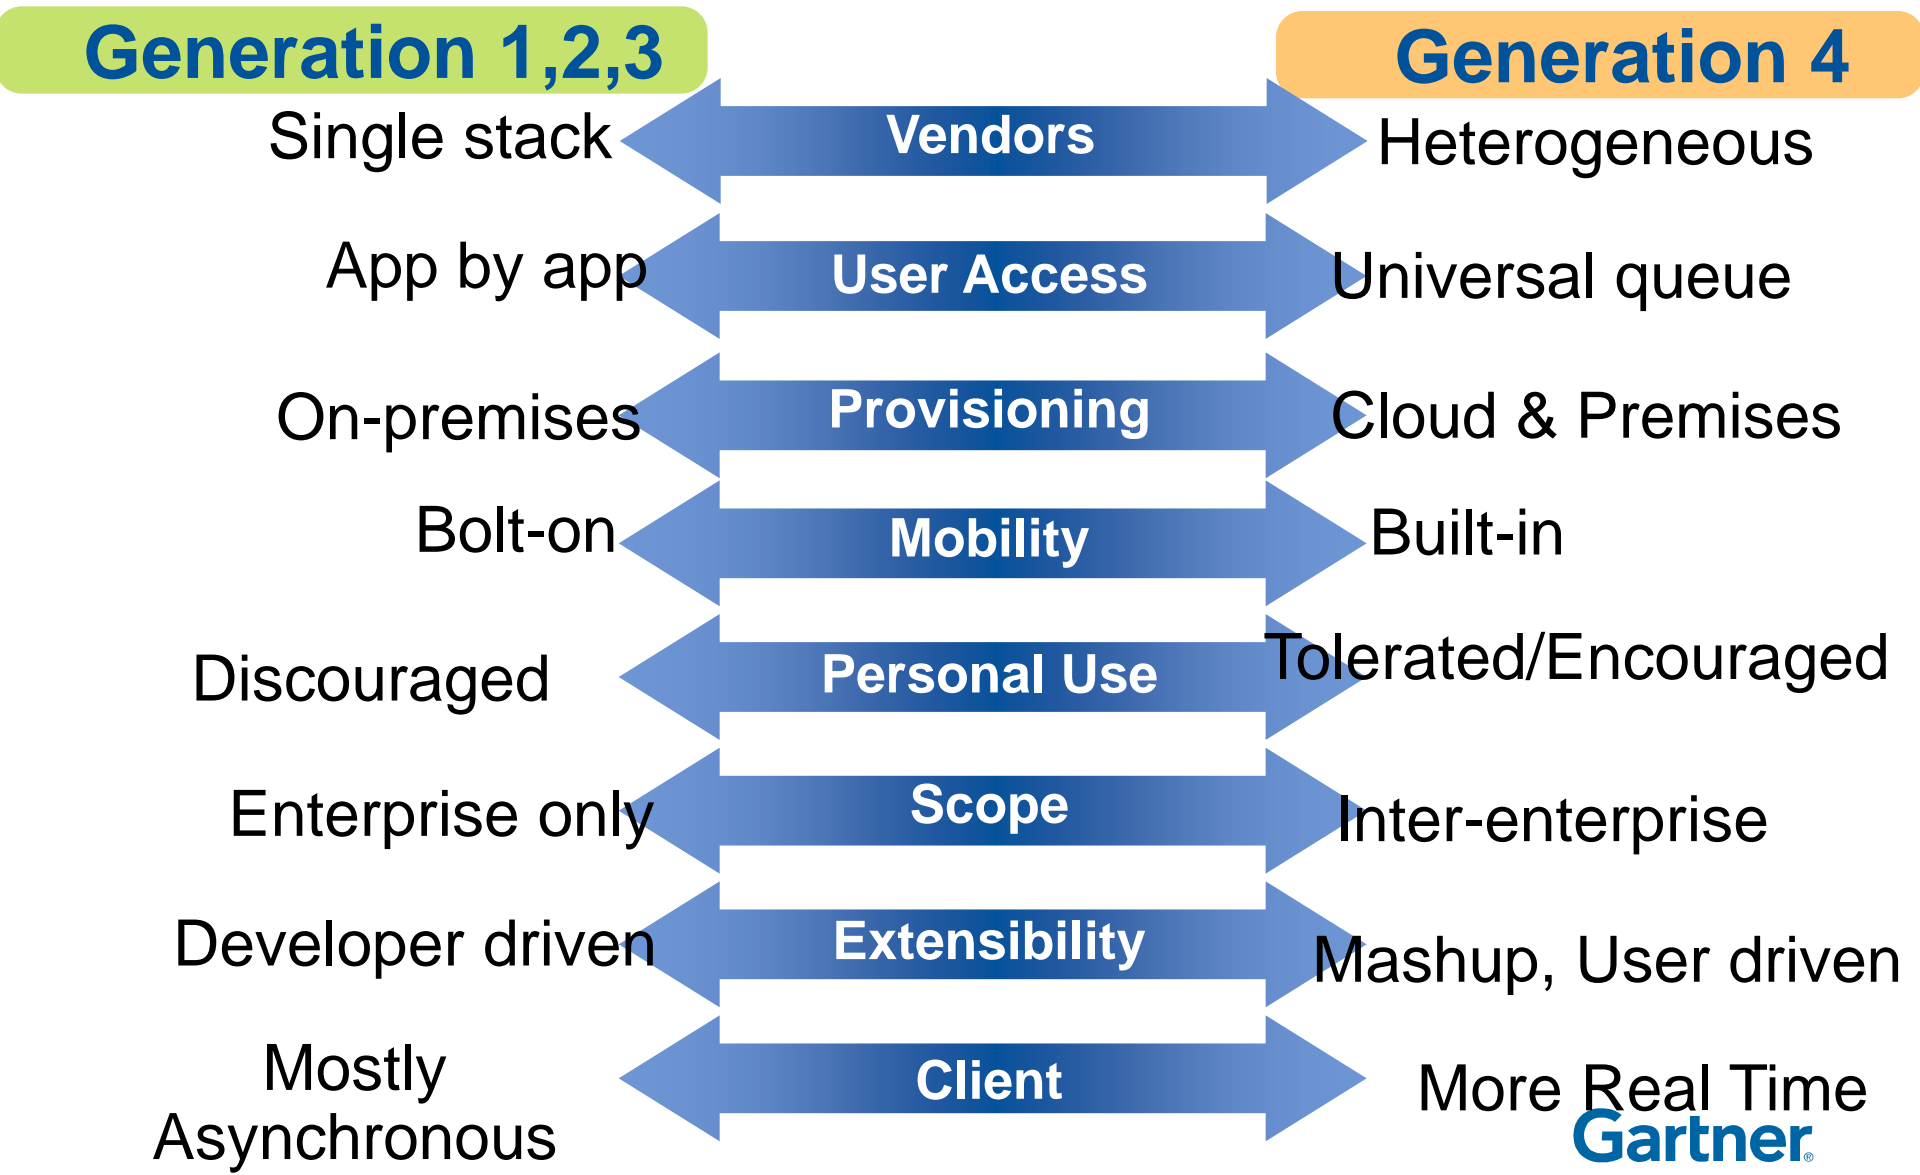 Generation 1,2,3
Generation 4
Single stack
Vendors
Heterogeneous
App by app
User Access
Universal queue
On-premises
Provisioning
Cloud & Premises
Bolt-on
Mobility
Built-in
Discouraged
Personal Use
Tolerated/Encouraged
Enterprise only
Scope
Inter-enterprise
Developer driven
Extensibility
Mashup, User driven
Mostly
Asynchronous
Client
More Real Time
Gartner®